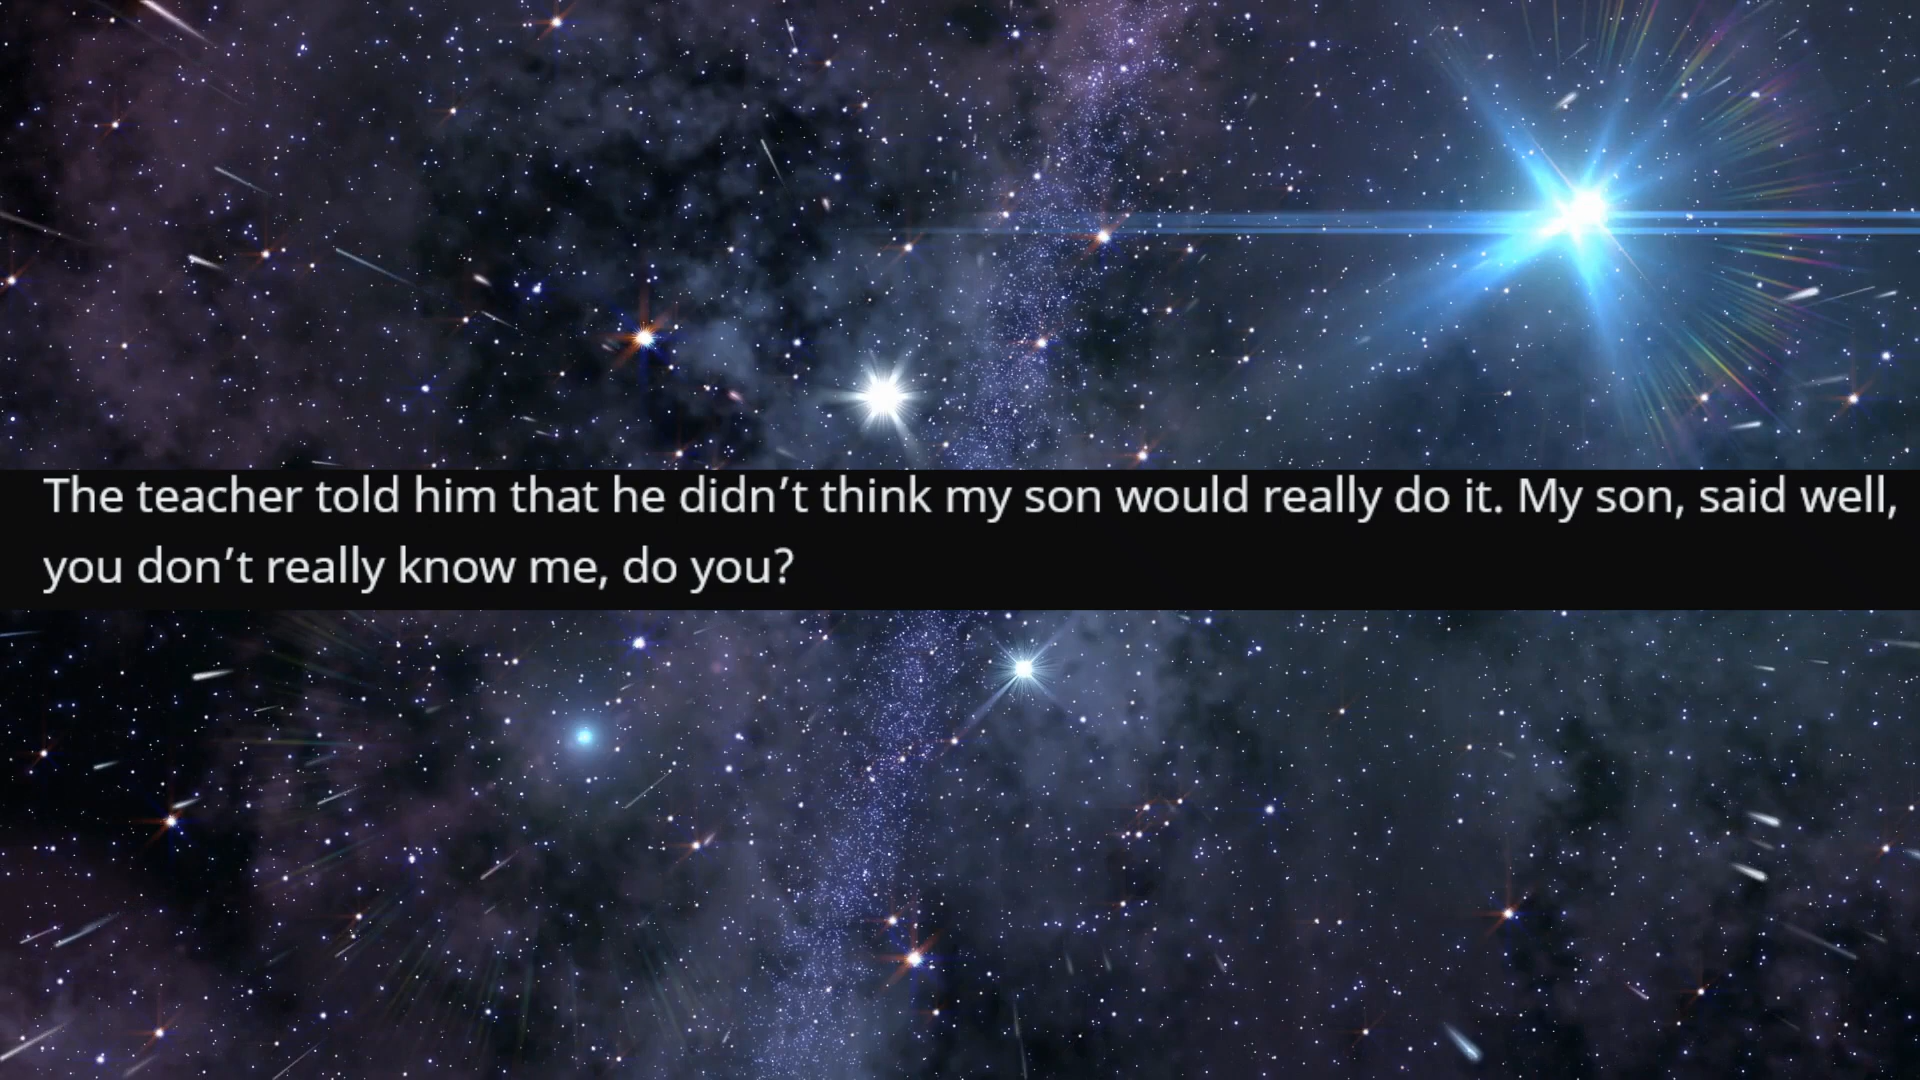 The teacher told him that he didn’t think my son would really do it. My son, said well,
you don’t really know me, do you?